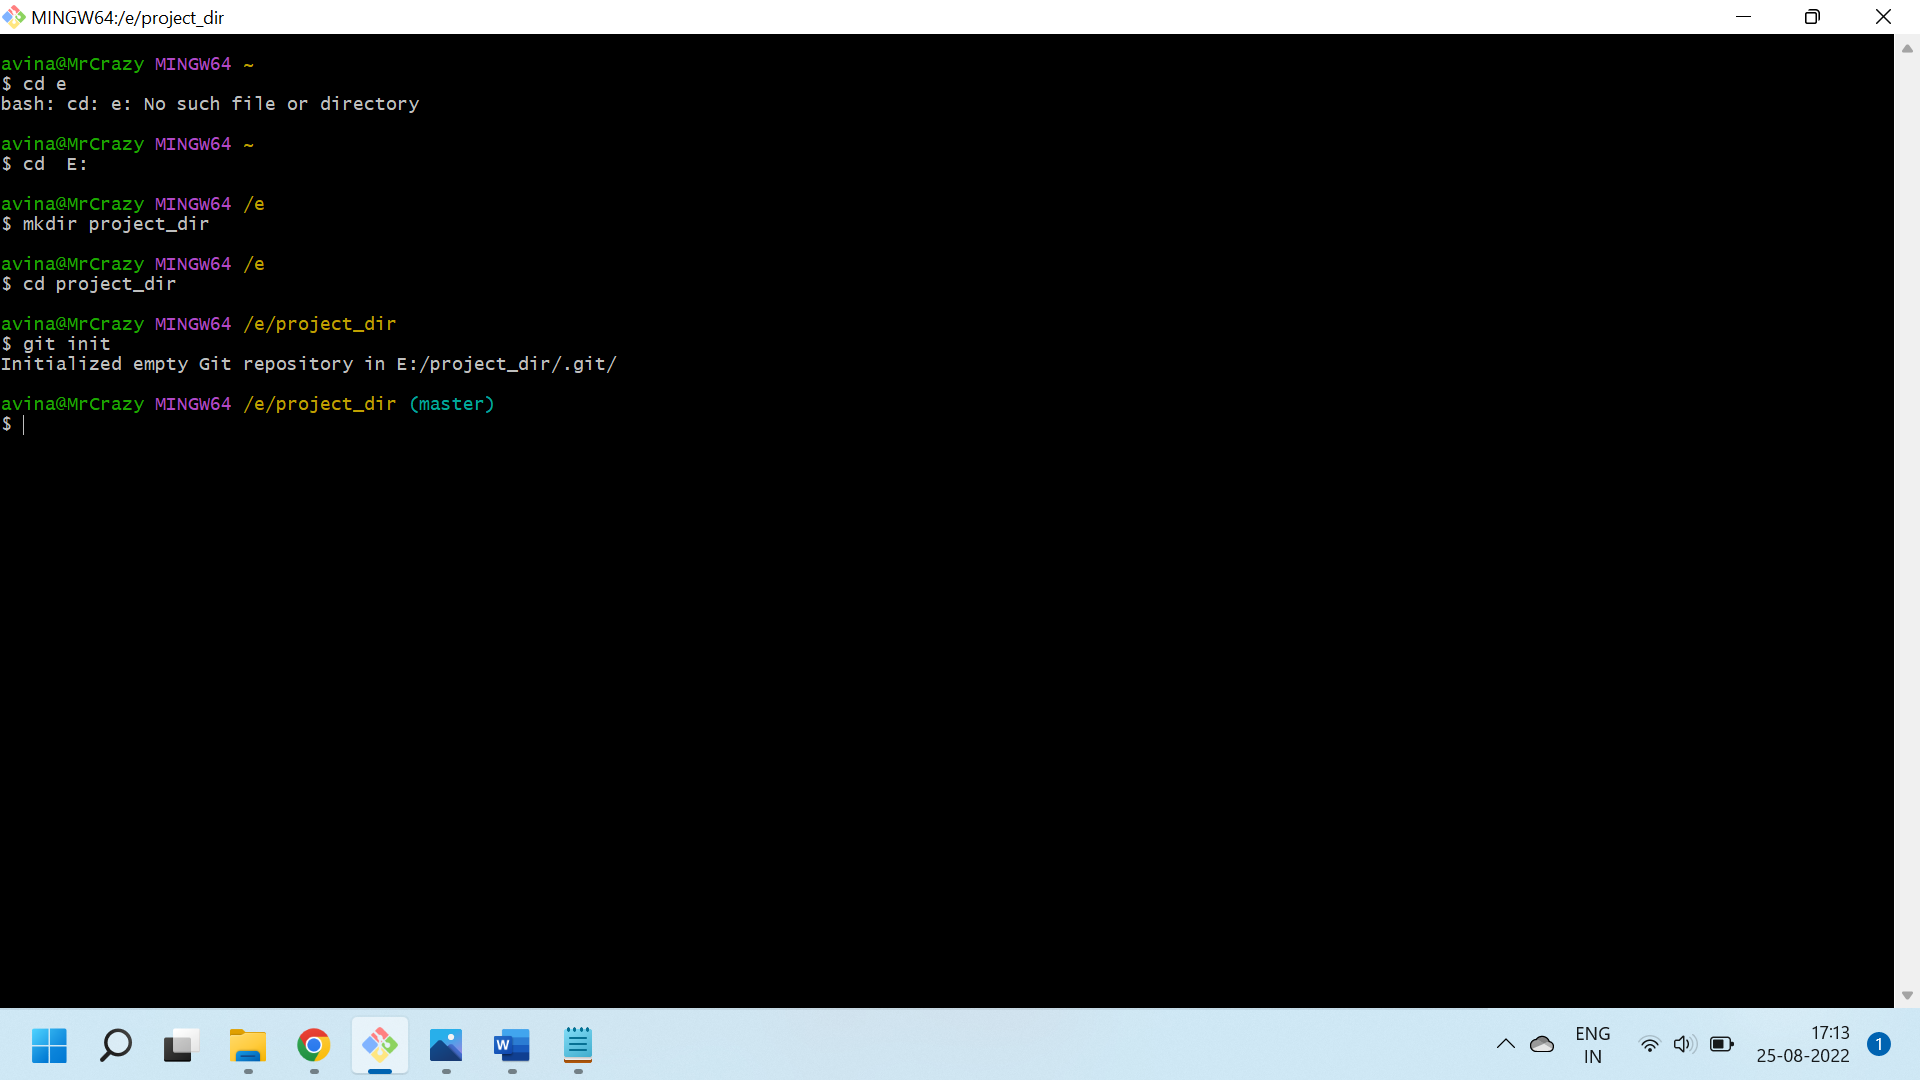 MINGW64:/e/project_dir
avina@MrCrazy MINGW64 ~
$ cd e
bash: cd: e: No such file or directory
avina@MrCrazy MINGW64 ~
$ cd  E:
avina@MrCrazy MINGW64 /e
$ mkdir project_dir
avina@MrCrazy MINGW64 /e
$ cd project_dir
avina@MrCrazy MINGW64 /e/project_dir
$ git init
Initialized empty Git repository in E:/project_dir/.git/
avina@MrCrazy MINGW64 /e/project_dir (master)
$
W
ENG
IN
17:13
25-08-2022
1